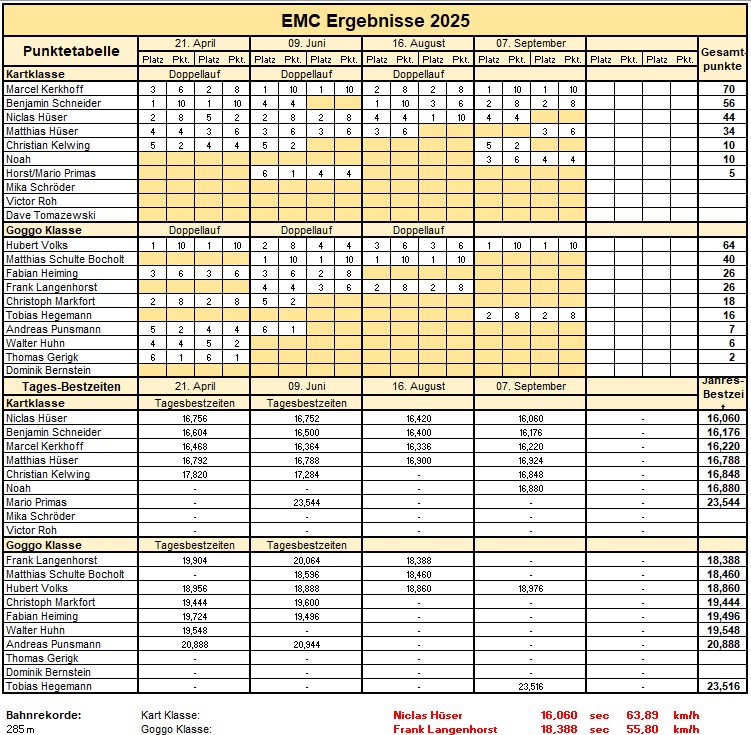 EMC Ergebnisse 2025
Punktetabelle 21. April 09. Juni 16. August 07. September Gesamt-punkte
Platz Pkt. Platz Pkt. Platz Pkt. Platz Pkt. Platz Pkt. Platz Pkt. Platz Pkt. Platz Pkt. Platz Pkt. Platz Pkt.
Kartklasse Doppellauf Doppellauf Doppellauf
Marcel Kerkhoff 3 6 2 8 1 10 1 10 2 8 2 8 1 10 1 10 70
Benjamin Schneider 1 10 1 10 4 4 1 10 3 6 2 8 2 8 56
Niclas Hüser 2 8 5 2 2 8 2 8 4 4 1 10 4 4 44
Matthias Hüser 4 4 3 6 3 6 3 6 3 6 3 6 34
Christian Kelwing 5 2 4 4 5 2 5 2 10
Noah 3 6 4 4 10
Horst/Mario Primas 6 1 4 4 5
Mika Schröder
Victor Roh
Dave Tomazewski
Goggo Klasse Doppellauf Doppellauf Doppellauf
Hubert Volks 1 10 1 10 2 8 4 4 3 6 3 6 1 10 1 10 64
Matthias Schulte Bocholt 1 10 1 10 1 10 1 10 40
Fabian Heiming 3 6 3 6 3 6 2 8 26
Frank Langenhorst 4 4 3 6 2 8 2 8 26
Christoph Markfort 2 8 2 8 5 2 18
Tobias Hegemann 2 8 2 8 16
Andreas Punsmann 5 2 4 4 6 1 7
Walter Huhn 4 4 5 2 6
Thomas Gerigk 6 1 6 1 2
Dominik Bernstein
Tages-Bestzeiten 21. April 09. Juni 16. August 07. September Jahres-Bestzeit
Kartklasse Tagesbestzeiten Tagesbestzeiten
Niclas Hüser 16,756 16,752 16,420 16,060 - 16,060
Benjamin Schneider 16,604 16,500 16,400 16,176 - 16,176
Marcel Kerkhoff 16,468 16,364 16,336 16,220 - 16,220
Matthias Hüser 16,792 16,788 16,900 16,924 - 16,788
Christian Kelwing 17,820 17,284 - 16,848 - 16,848
Noah - - - 16,880 - 16,880
Mario Primas - 23,544 - - - 23,544
Mika Schröder - - - - -
Victor Roh - - - - -
Goggo Klasse Tagesbestzeiten Tagesbestzeiten
Frank Langenhorst 19,904 20,064 18,388 - 18,388
Matthias Schulte Bocholt - 18,596 18,460 - 18,460
Hubert Volks 18,956 18,888 18,860 18,976 - 18,860
Christoph Markfort 19,444 19,600 - - - 19,444
Fabian Heiming 19,724 19,496 - - - 19,496
Walter Huhn 19,548 - - - 19,548
Andreas Punsmann 20,888 20,944 - - - 20,888
Thomas Gerigk - - - - -
Dominik Bernstein - - - - -
Tobias Hegemann - - - 23,516 - 23,516
Bahnrekorde: Kart Klasse: Niclas Hüser 16,060 sec 63,89 km/h
285 m Goggo Klasse: Frank Langenhorst 18,388 sec 55,80 km/h